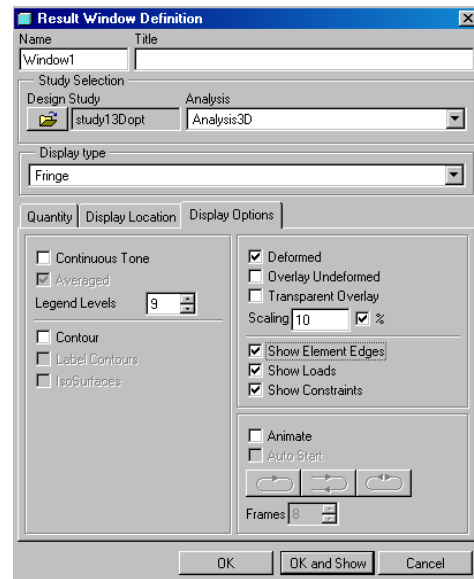 Result Window Definition
Name Title
Window1
Study Selection
Design Study Analysis
study13Dopt Analysis3D
Display type
Fringe
Quantity Display Location Display Options
Continuous Tone
Averaged
Legend Levels 9
Contour
Label Contours
IsoSurfaces
Deformed
Overlay Undeformed
Transparent Overlay
Scaling 10 %
Show Element Edges
Show Loads
Show Constraints
Animate
Auto Start
Frames 8
OK OK and Show Cancel